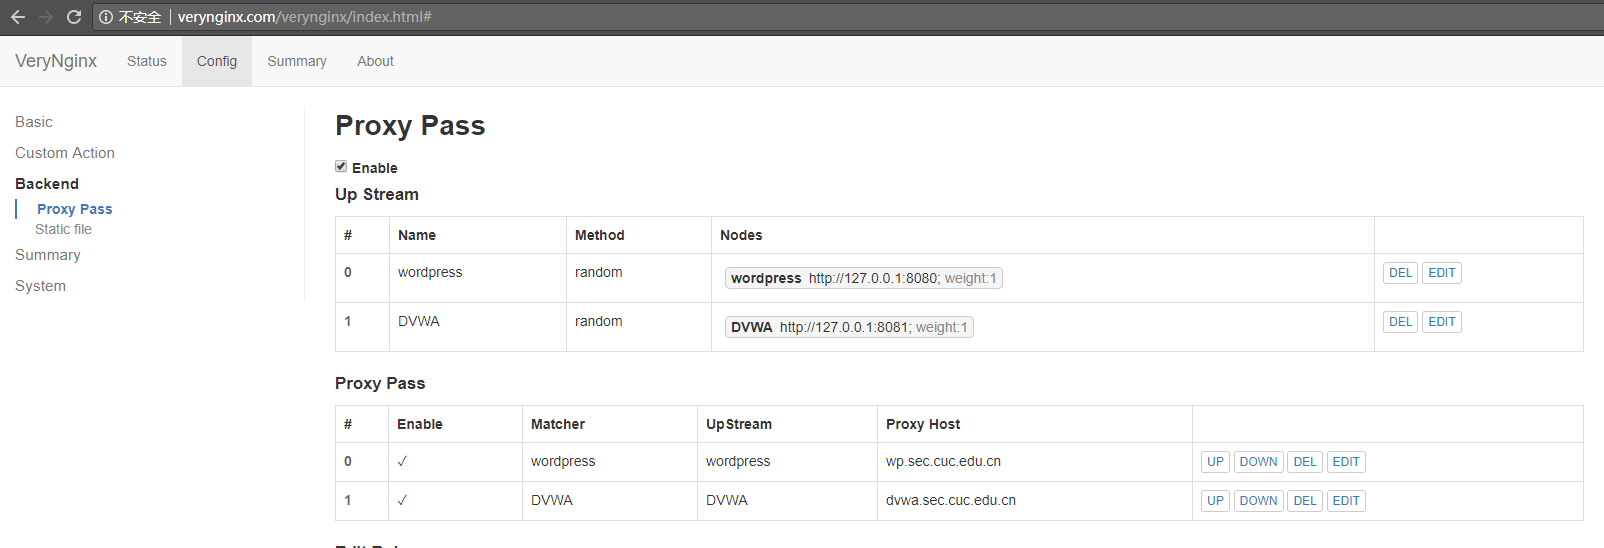 不安全 verynginx.com/verynginx/index.html#
VeryNginx Status Config Summary About
Basic
Custom Action
Backend
Proxy Pass
Static file
Summary
System
Proxy Pass
Enable
Up Stream
# Name Method Nodes
0 wordpress random wordpress http://127.0.0.1:8080; weight:1 DEL EDIT
1 DVWA random DVWA http://127.0.0.1:8081; weight:1 DEL EDIT
Proxy Pass
# Enable Matcher UpStream Proxy Host
0 ✓ wordpress wordpress wp.sec.cuc.edu.cn UP DOWN DEL EDIT
1 ✓ DVWA DVWA dvwa.sec.cuc.edu.cn UP DOWN DEL EDIT